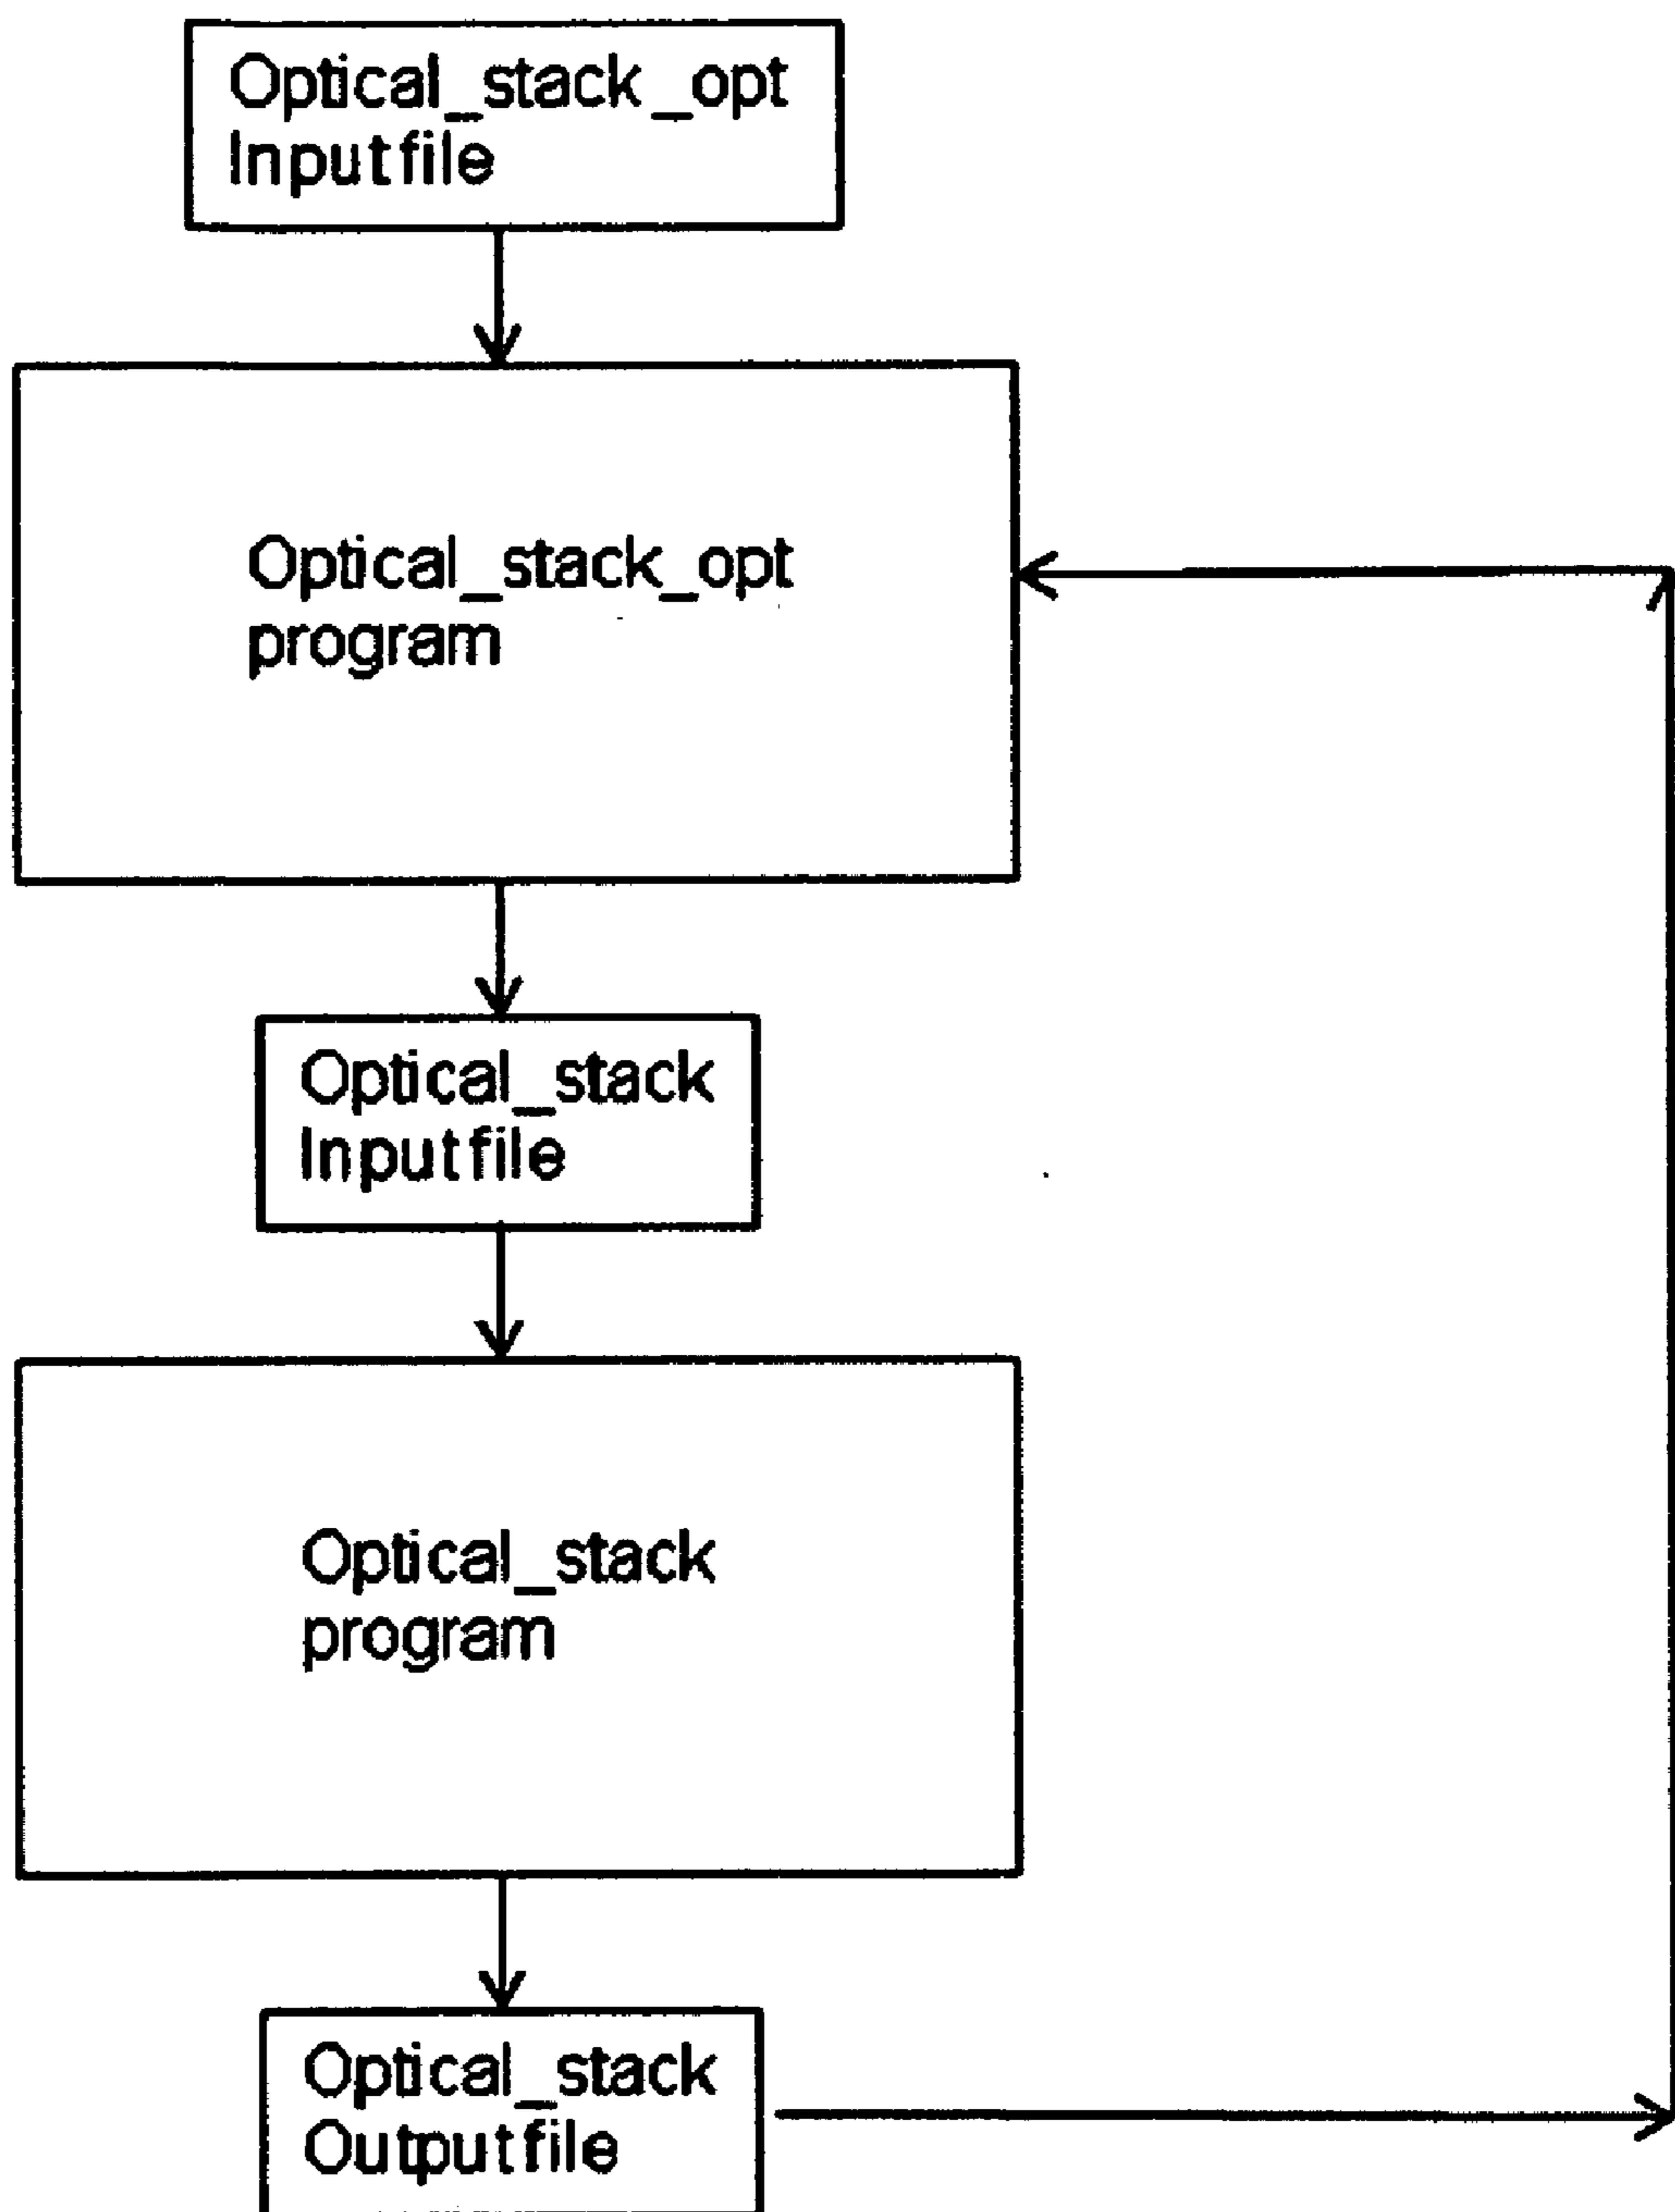 Optical_stack_opt
Inputfile
Optical_stack_opt
program
Optical_stack
Inputfile
Optical_stack
program
Optical_stack
Outputfile